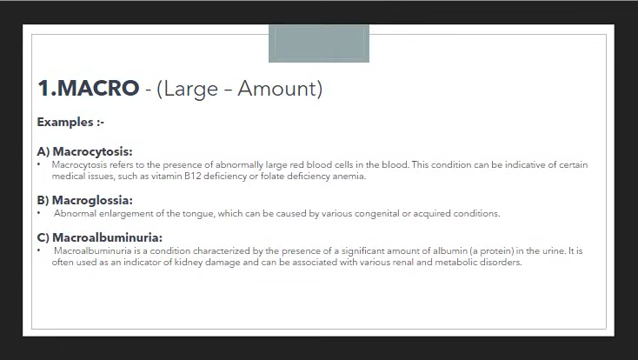 1.MACRO - (Large – Amount)
Examples :-
A) Macrocytosis:
• Macrocytosis refers to the presence of abnormally large red blood cells in the blood. This condition can be indicative of certain
medical issues, such as vitamin B12 deficiency or folate deficiency anemia.
B) Macroglossia:
• Abnormal enlargement of the tongue, which can be caused by various congenital or acquired conditions.
C) Macroalbuminuria:
• Macroalbuminuria is a condition characterized by the presence of a significant amount of albumin (a protein) in the urine. It is
often used as an indicator of kidney damage and can be associated with various renal and metabolic disorders.